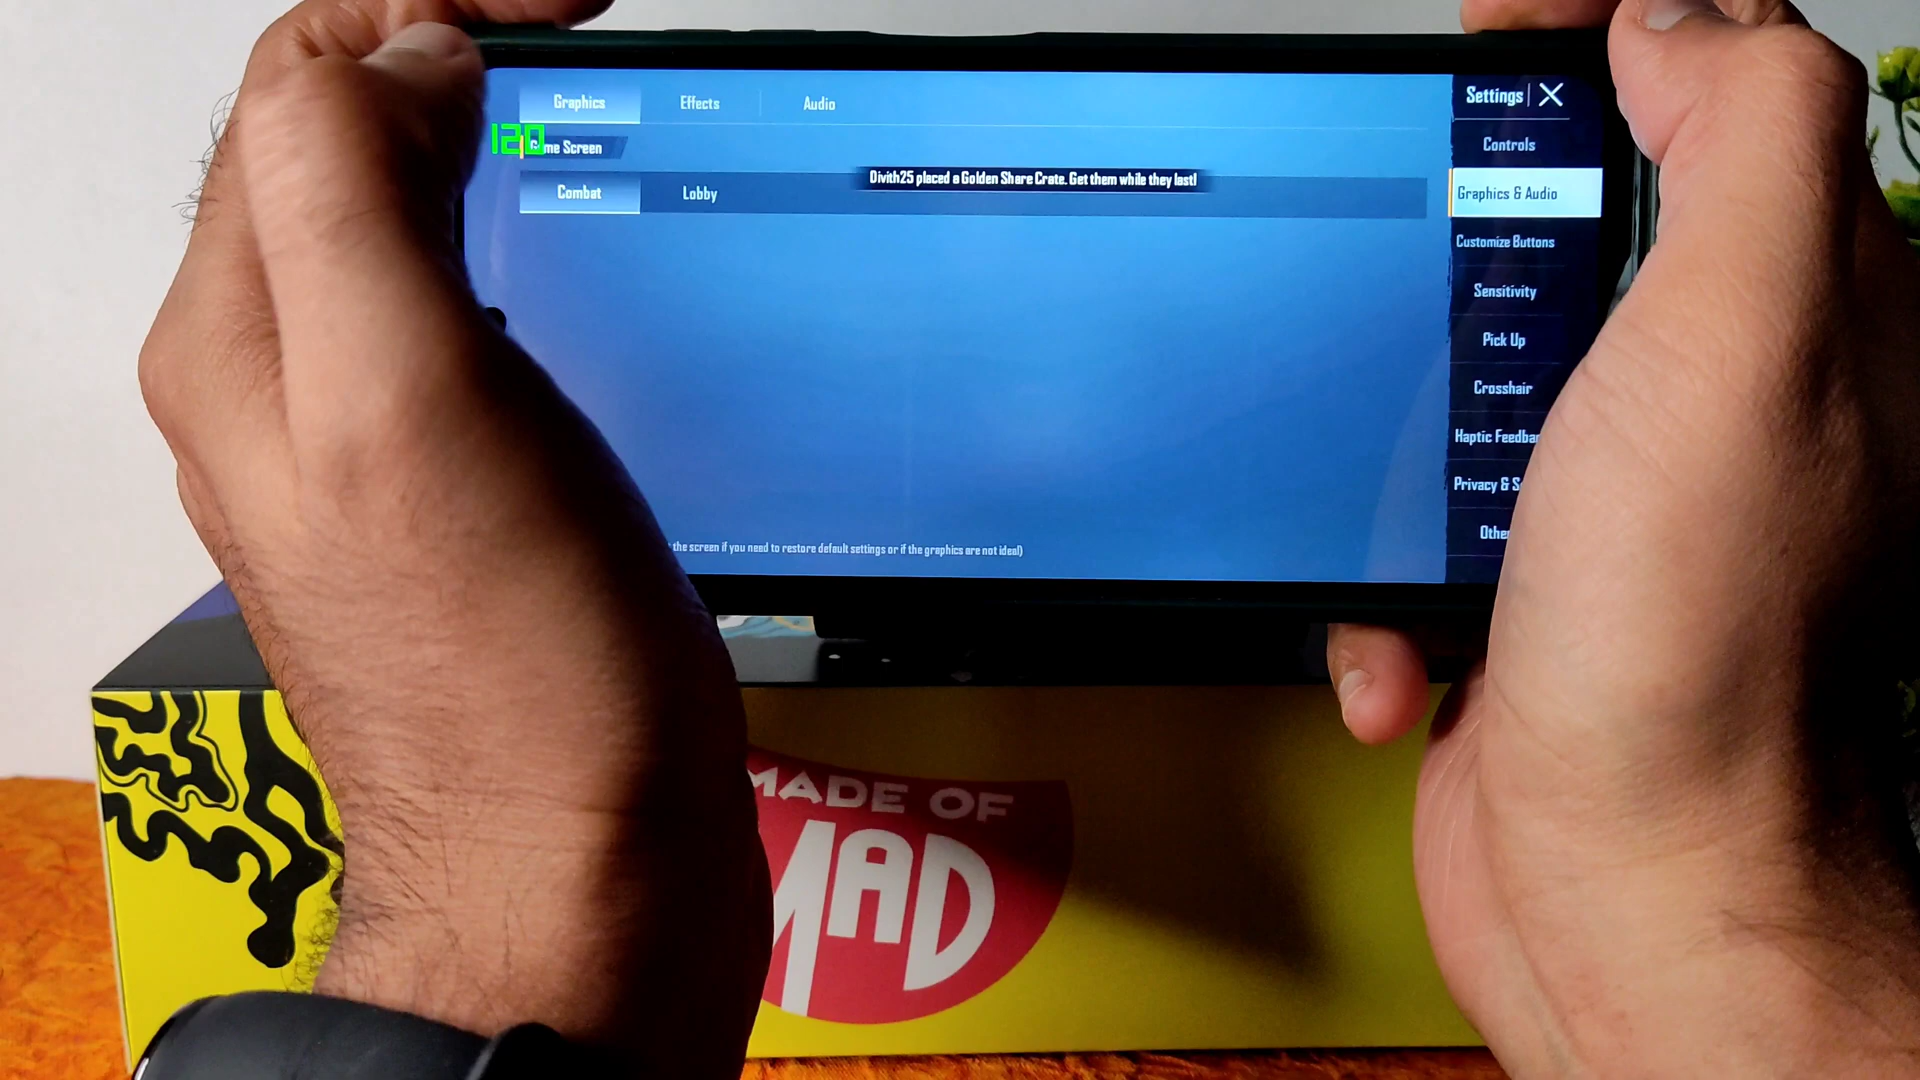 Graphics
Effects
Audio
Settings
120
me Screen
Divith25 placed a Golden Share Crate. Get them while they last!
Combat
Lobby
Controls
Graphics & Audio
Customize Buttons
Sensitivity
Pick Up
Crosshair
Haptic Feedba
Privacy & S
Othe
the screen if you need to restore default settings or if the graphics are not ideal)
MADE OF
MAD